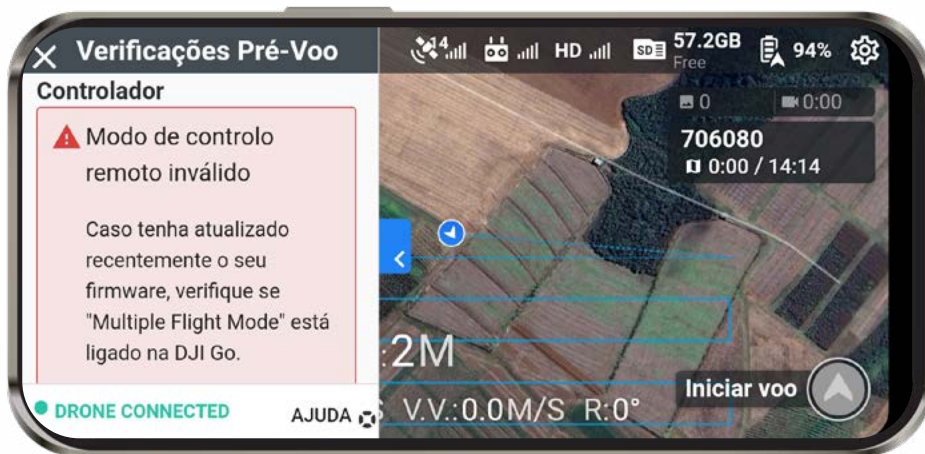 Verificações Pré-Voo
Controlador
Modo de controlo
remoto inválido
Caso tenha atualizado
recentemente o seu
firmware, verifique se
"Multiple Flight Mode" está
ligado na DJI Go.
DRONE CONNECTED
AJUDA
14
HD
SD
57.2GB
Free
94%
0
0:00
706080
0:00 / 14:14
:2M
S V.V.:0.0M/S R:0°
Iniciar voo